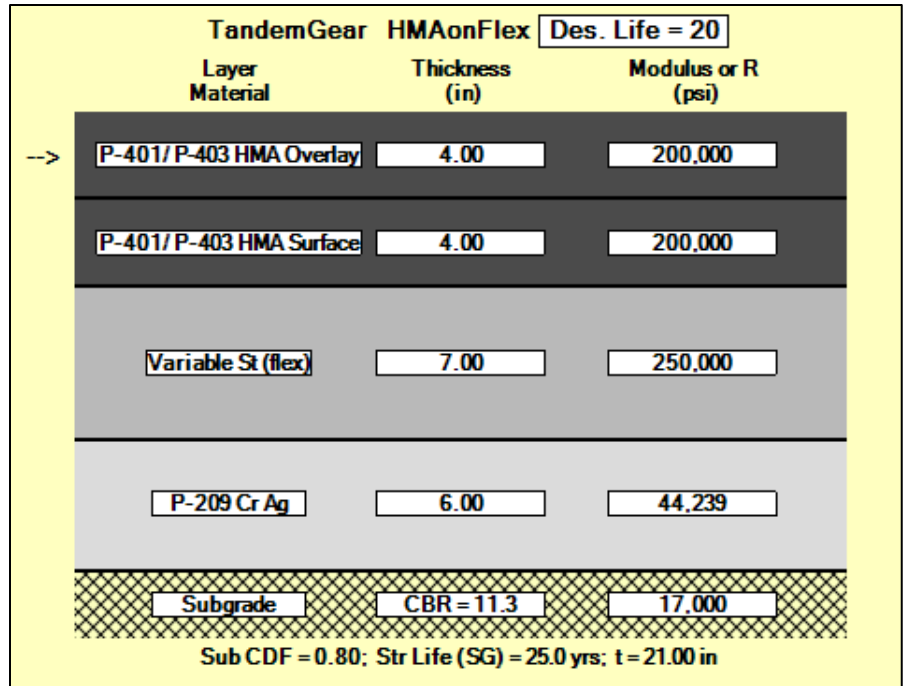 TandemGear HMAonFlex Des. Life = 20
Layer Material Thickness (in) Modulus or R (psi)
--> P-401/ P-403 HMA Overlay 4.00 200,000
P-401/ P-403 HMA Surface 4.00 200,000
Variable St (flex) 7.00 250,000
P-209 Cr Ag 6.00 44,239
Subgrade CBR = 11.3 17,000
Sub CDF = 0.80; Str Life (SG) = 25.0 yrs; t = 21.00 in